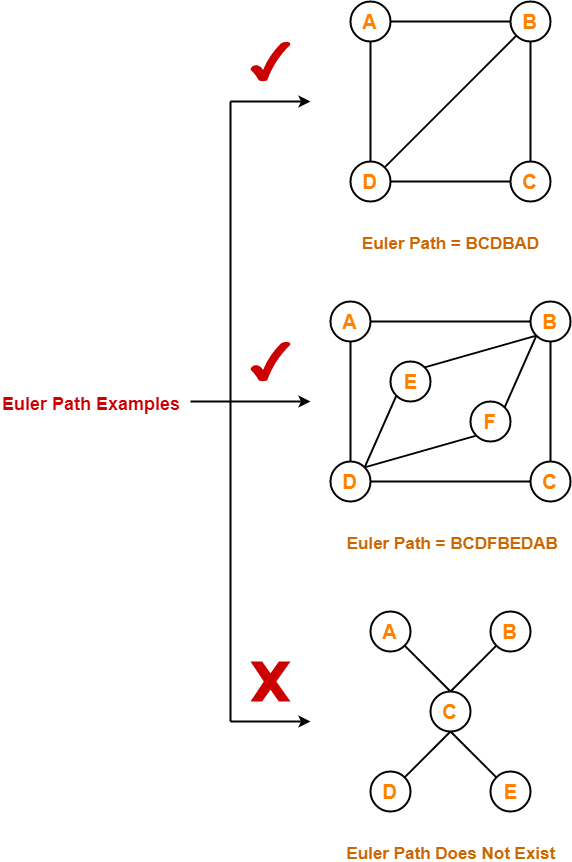 A B
D C
Euler Path = BCDBAD
A B
E
F
D C
Euler Path = BCDFBEDAB
Euler Path Examples
A B
C
D E
Euler Path Does Not Exist